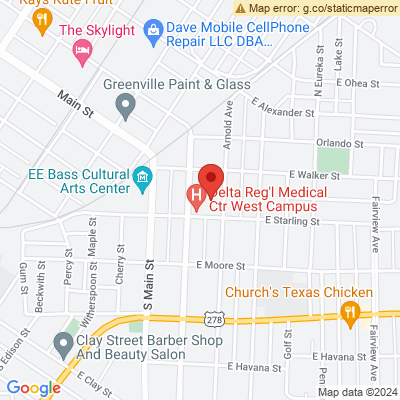 Map error: g.co/staticmaperror
Kays Kute Fruit
The Skylight
Dave Mobile CellPhone
Repair LLC DBA...
N Eureka St
Lake St
E Ohea St
Main St
Greenville Paint & Glass
E Alexander St
Arnold Ave
Orlando St
EE Bass Cultural
Arts Center
E Walker St
H
Delta Reg'l Medical
Ctr West Campus
E Starling St
Fairview Ave
Gum St
Beckwith St
Percy St
Witherspoon St
Maple St
Cherry St
S Main St
E Moore St
278
Church's Texas Chicken
S Edison St
Clay Street Barber Shop
And Beauty Salon
E Clay St
Golf St
E Havana St
E Havana St
Pen
Fairview Ave
Google
Map data ©2024